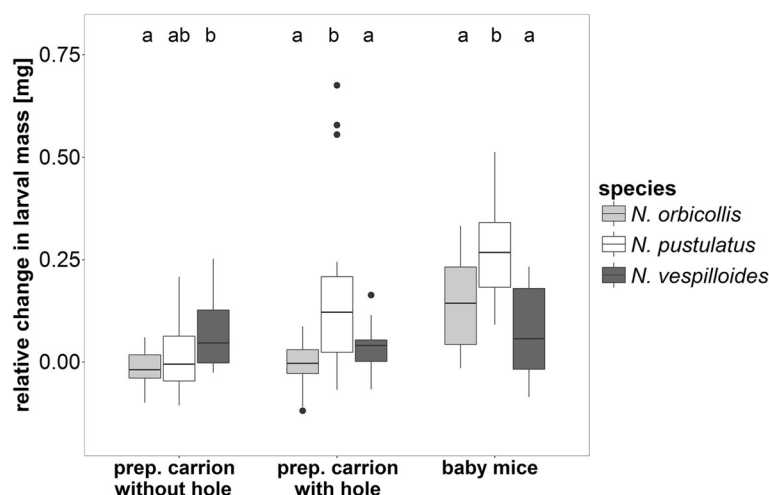 a ab b a b a a b a
0.75
0.50
0.25
0.00
relative change in larval mass [mg]
species
N. orbicollis
N. pustulatus
N. vespilloides
prep. carrion
without hole
prep. carrion
with hole
baby mice